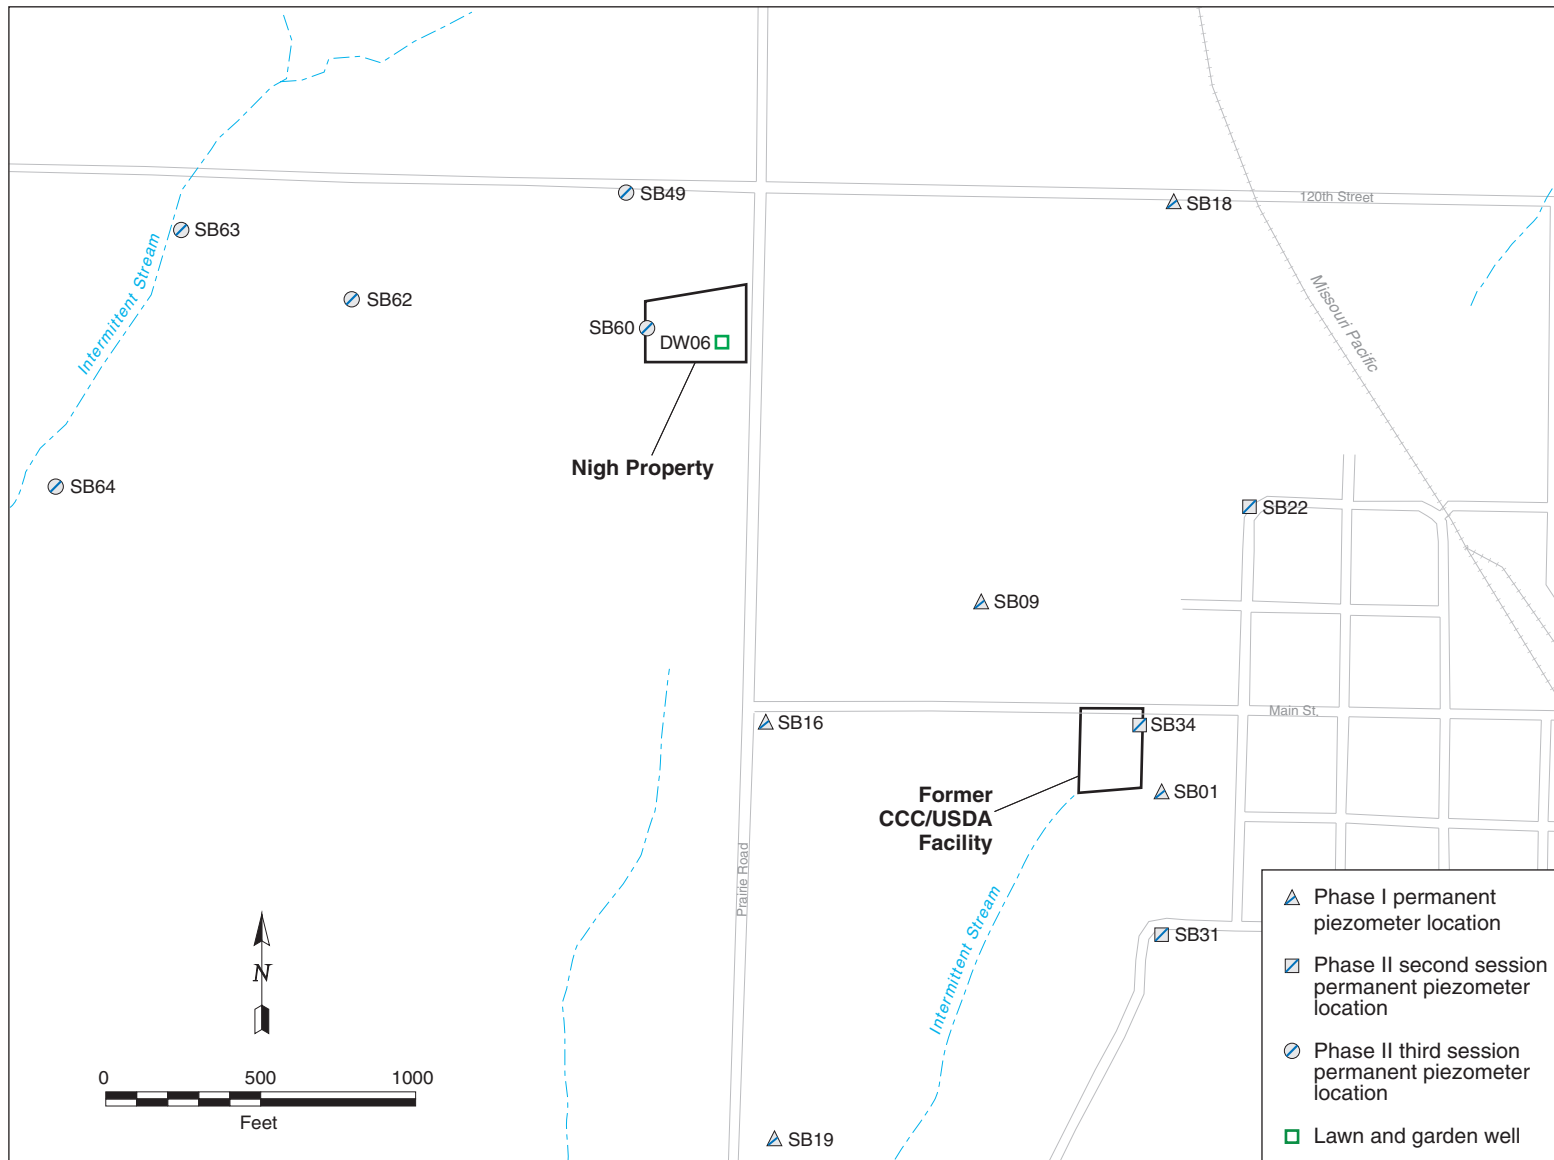 SB49
SB18
120th Street
SB63
Intermittent Stream
SB62
Missouri Pacific
SB60
DW06
Nigh Property
SB64
SB22
SB09
SB16
SB34
Main St.
Former
CCC/USDA
Facility
SB01
Prairie Road
Intermittent Stream
SB31
N
0 500 1000
Feet
SB19
Phase I permanent
piezometer location
Phase II second session
permanent piezometer
location
Phase II third session
permanent piezometer
location
Lawn and garden well